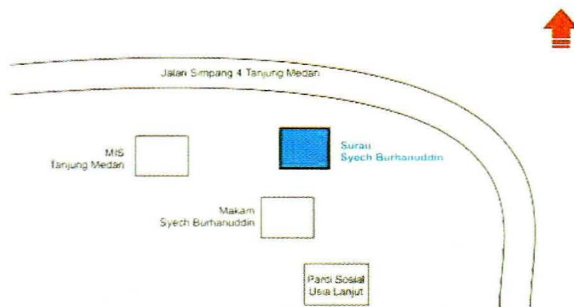 Jalan Simpang 4 Tanjung Medan
MIS
Tanjung Medan
Surau
Syech Burhanuddin
Makam
Syech Burhanuddin
Panti Sosial
Usia Lanjut